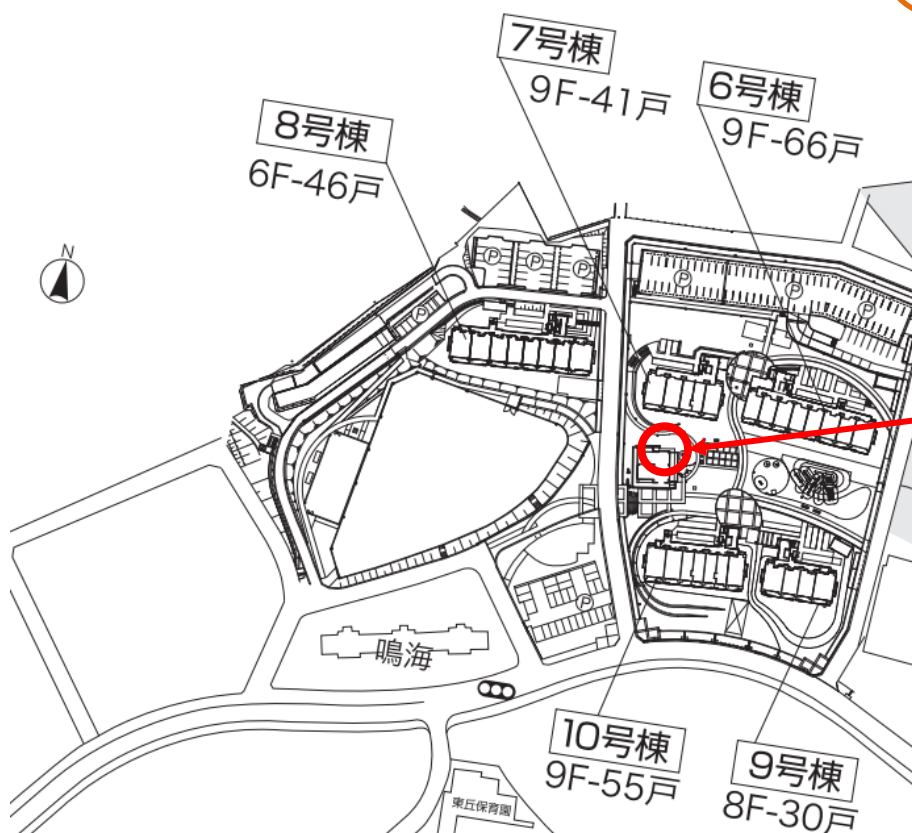 7号棟
9F-41戸
6号棟
9F-66戸
8号棟
6F-46戸
N
P
P
P
P
P
P
P
P
鳴海
10号棟
9F-55戸
9号棟
8F-30戸
東丘保育園